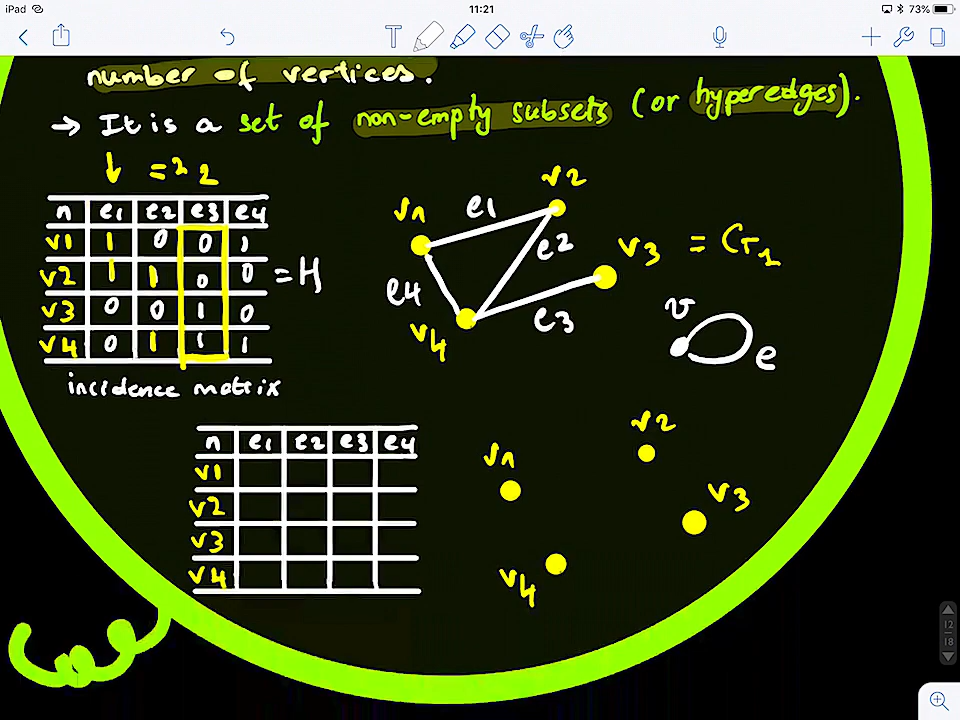 iPad 11:21 73%
T
number of vertices.
→ It is a set of non-empty subsets (or hyperedges).
↓ = 2 2
n e1 e2 e3 e4
v1 1 0 0 1
v2 1 1 0 0
v3 0 0 1 0
v4 0 1 1 1
= H
incidence matrix
v1 e1 v2
e2 v3 = G1
e4 e3
v4
v e
n e1 e2 e3 e4
v1
v2
v3
v4
v1 v2
v3
v4
12
18